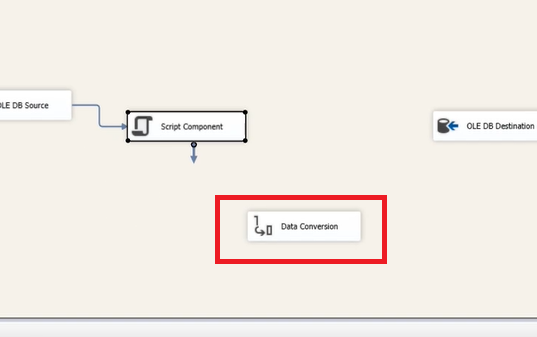 OLE DB Source
Script Component
OLE DB Destination
Data Conversion